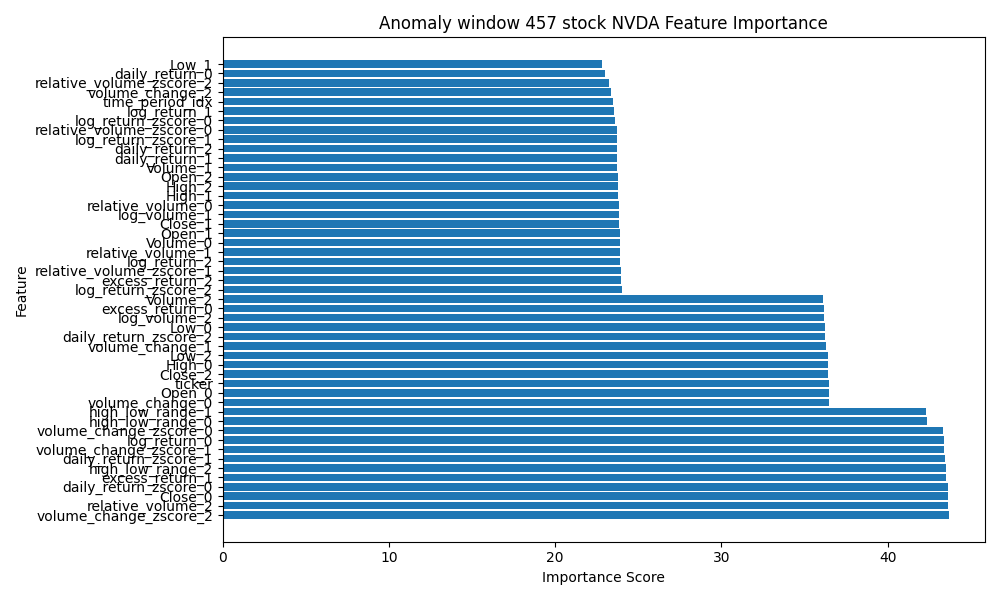 Anomaly window 457 stock NVDA Feature Importance
Low_1
daily_return_0
relative_volume_zscore_2
volume_change_2
time_period_idx
log_return_1
log_return_zscore_0
relative_volume_zscore_0
log_return_zscore_1
daily_return_2
daily_return_1
Volume_1
Open_2
High_2
High_1
relative_volume_0
log_volume_1
Close_1
Open_1
Volume_0
relative_volume_1
log_return_2
relative_volume_zscore_1
excess_return_2
log_return_zscore_2
Volume_2
excess_return_0
log_volume_2
Low_0
daily_return_zscore_2
volume_change_1
Low_2
High_0
Close_2
ticker
Open_0
volume_change_0
high_low_range_1
high_low_range_0
volume_change_zscore_0
log_return_0
volume_change_zscore_1
daily_return_zscore_1
high_low_range_2
excess_return_1
daily_return_zscore_0
Close_0
relative_volume_2
volume_change_zscore_2
Feature
0 10 20 30 40
Importance Score